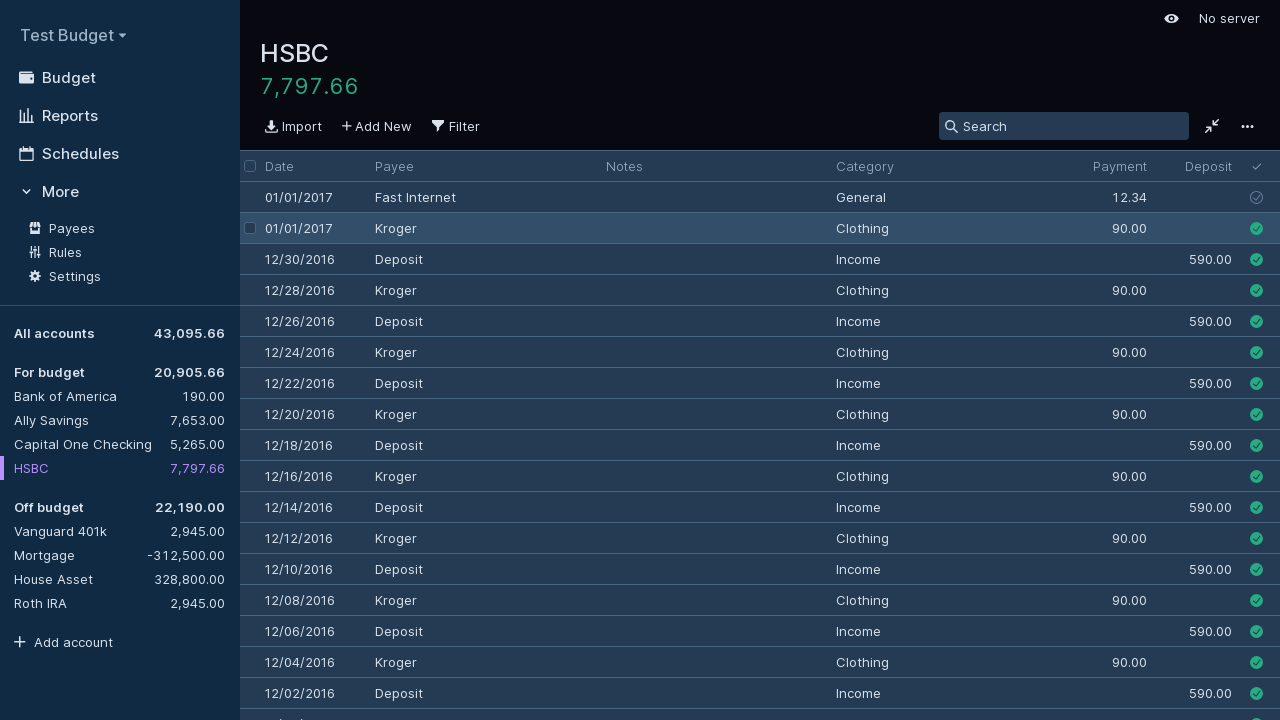 Test Budget
Budget
Reports
Schedules
More
Payees
Rules
Settings
All accounts 43,095.66
For budget 20,905.66
Bank of America 190.00
Ally Savings 7,653.00
Capital One Checking 5,265.00
HSBC 7,797.66
Off budget 22,190.00
Vanguard 401k 2,945.00
Mortgage -312,500.00
House Asset 328,800.00
Roth IRA 2,945.00
Add account
No server
HSBC
7,797.66
Import Add New Filter Search
Date Payee Notes Category Payment Deposit
01/01/2017 Fast Internet General 12.34
01/01/2017 Kroger Clothing 90.00
12/30/2016 Deposit Income 590.00
12/28/2016 Kroger Clothing 90.00
12/26/2016 Deposit Income 590.00
12/24/2016 Kroger Clothing 90.00
12/22/2016 Deposit Income 590.00
12/20/2016 Kroger Clothing 90.00
12/18/2016 Deposit Income 590.00
12/16/2016 Kroger Clothing 90.00
12/14/2016 Deposit Income 590.00
12/12/2016 Kroger Clothing 90.00
12/10/2016 Deposit Income 590.00
12/08/2016 Kroger Clothing 90.00
12/06/2016 Deposit Income 590.00
12/04/2016 Kroger Clothing 90.00
12/02/2016 Deposit Income 590.00